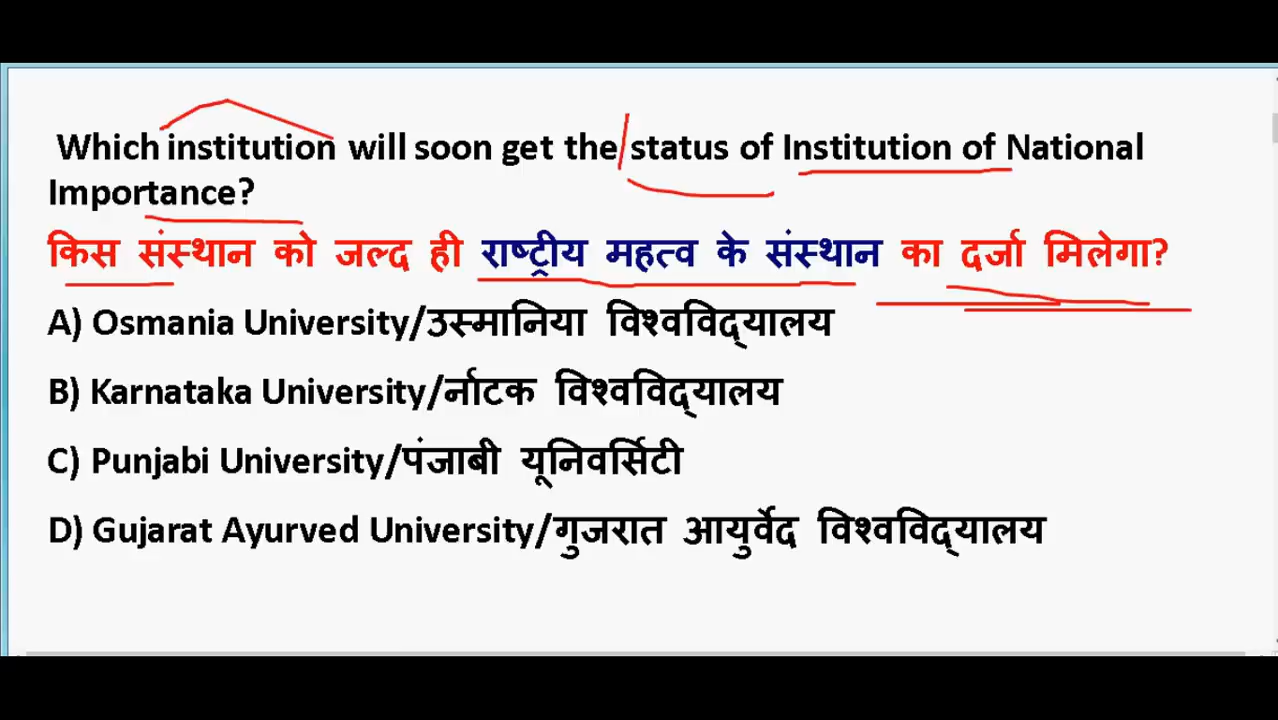 Which institution will soon get the status of Institution of National
Importance?
किस संस्थान को जल्द ही राष्ट्रीय महत्व के संस्थान का दर्जा मिलेगा?
A) Osmania University/उस्मानिया विश्वविद्यालय
B) Karnataka University/र्नाटक विश्वविद्यालय
C) Punjabi University/पंजाबी यूनिवर्सिटी
D) Gujarat Ayurved University/गुजरात आयुर्वेद विश्वविद्यालय